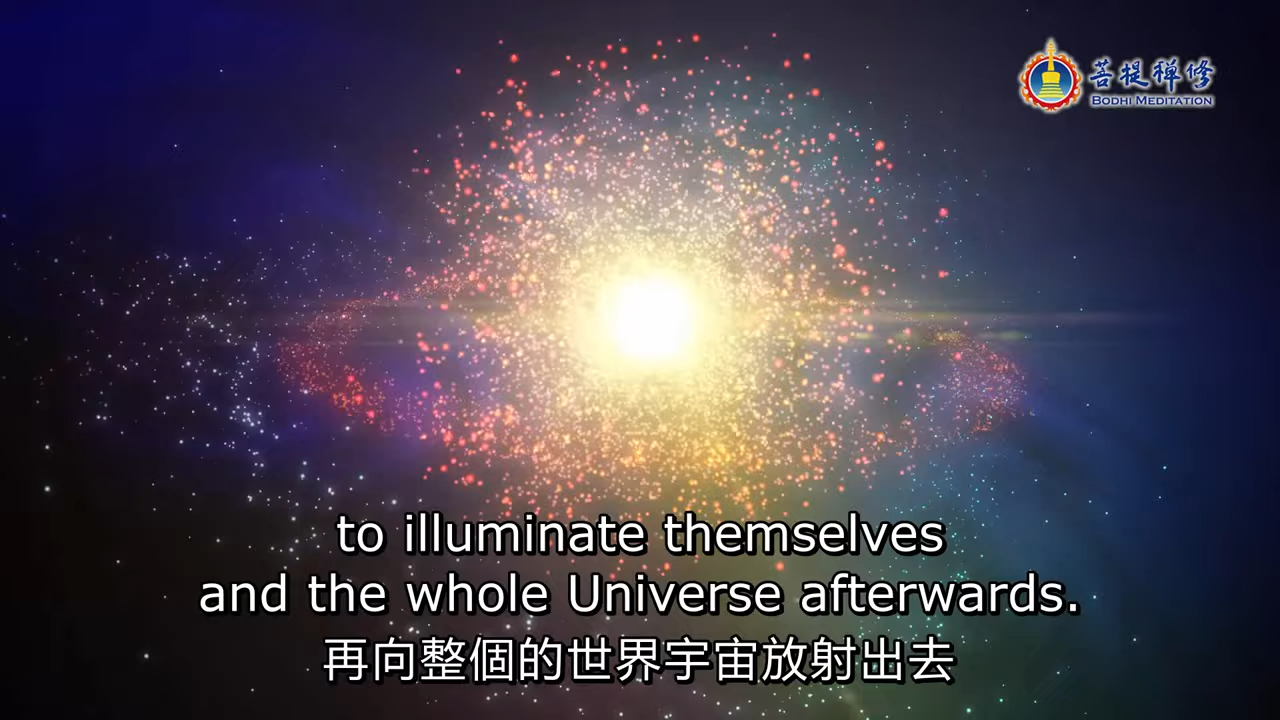 菩提禪修
BODHI MEDITATION
to illuminate themselves
and the whole Universe afterwards.
再向整個的世界宇宙放射出去